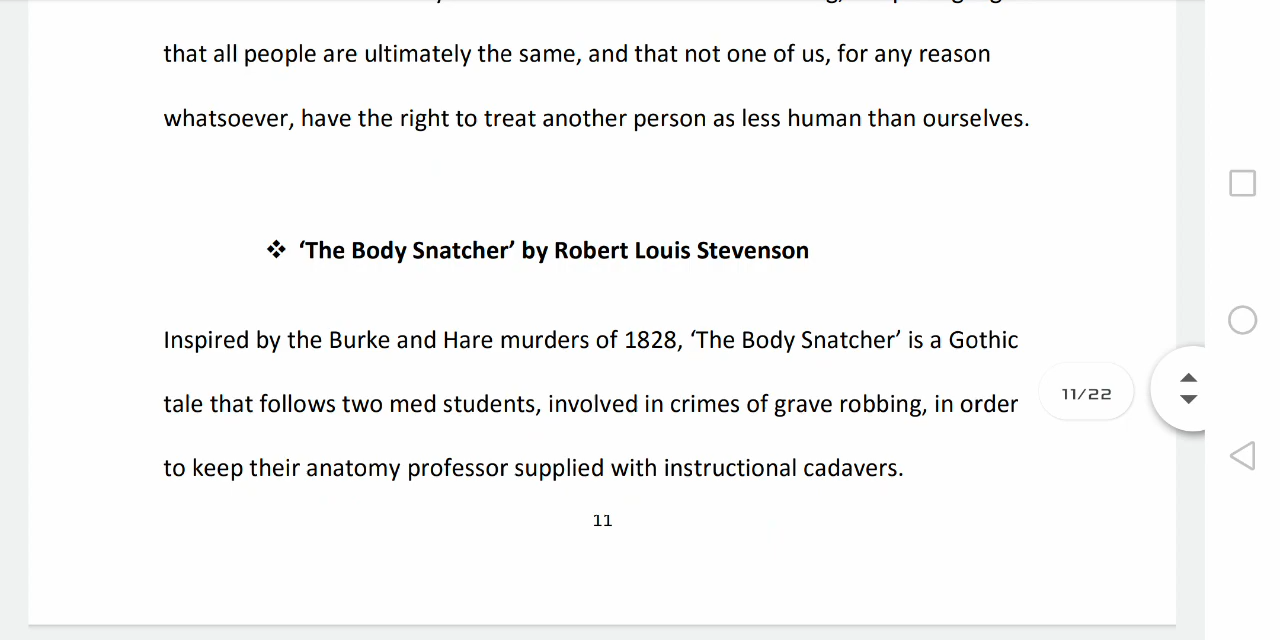 that all people are ultimately the same, and that not one of us, for any reason
whatsoever, have the right to treat another person as less human than ourselves.
❖ ‘The Body Snatcher’ by Robert Louis Stevenson
Inspired by the Burke and Hare murders of 1828, ‘The Body Snatcher’ is a Gothic
tale that follows two med students, involved in crimes of grave robbing, in order
11/22
to keep their anatomy professor supplied with instructional cadavers.
11